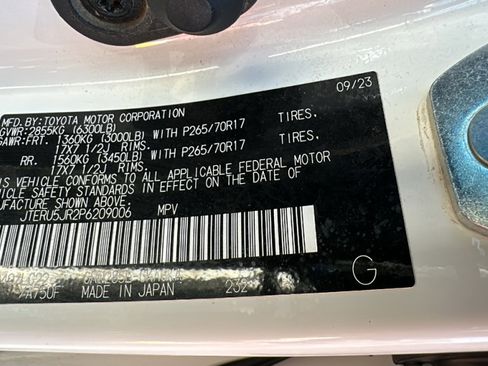 09/23
MFD.BY:TOYOTA MOTOR CORPORATION
GVWR:2855KG (6300LB)
GAWR:FRT. 1360KG (3000LB) WITH P265/70R17 TIRES.
17X7 1/2J RIMS.
RR. 1560KG (3450LB) WITH P265/70R17 TIRES.
17X7 1/2J RIMS.
VEHICLE CONFORMS TO ALL APPLICABLE FEDERAL MOTOR
VEHICLE SAFETY STANDARDS IN EFFECT ON THE DATE OF
MANUFACTURE SHOWN ABOVE.
JTERU5JR2P6209006 MPV
A750F
MADE IN JAPAN 232
G